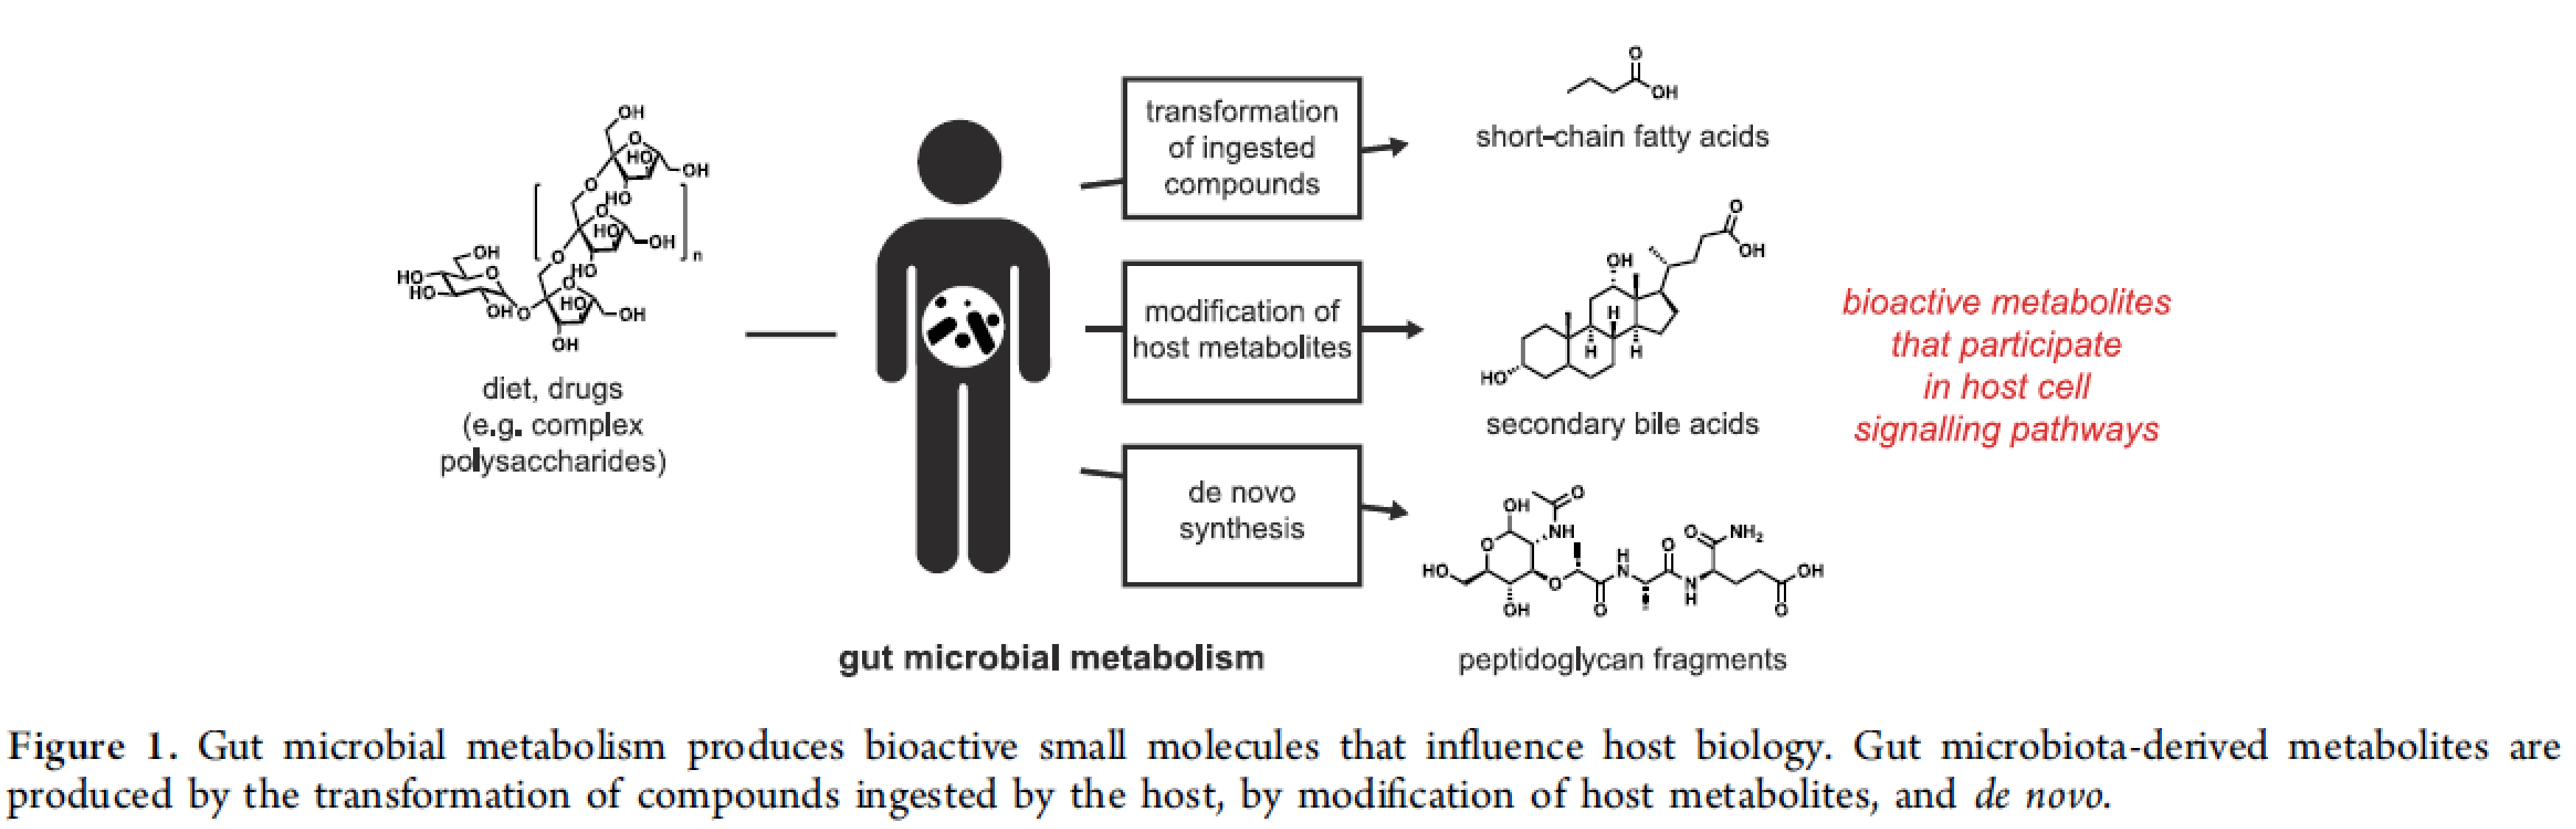 OH
O
HO
OH
O
HO
O
HO
OH
n
O
HO
O
HO
OH
OH
O
HO
HO
OH
O
OH
diet, drugs
(e.g. complex
polysaccharides)
gut microbial metabolism
transformation
of ingested
compounds
modification of
host metabolites
de novo
synthesis
O
OH
short-chain fatty acids
O
OH
OH
H
H
H
HO
secondary bile acids
OH
O
NH
O
HO
OH
O
O
H
N
O
N
H
O
NH2
OH
O
peptidoglycan fragments
bioactive metabolites
that participate
in host cell
signalling pathways
Figure 1. Gut microbial metabolism produces bioactive small molecules that influence host biology. Gut microbiota-derived metabolites are
produced by the transformation of compounds ingested by the host, by modification of host metabolites, and de novo.